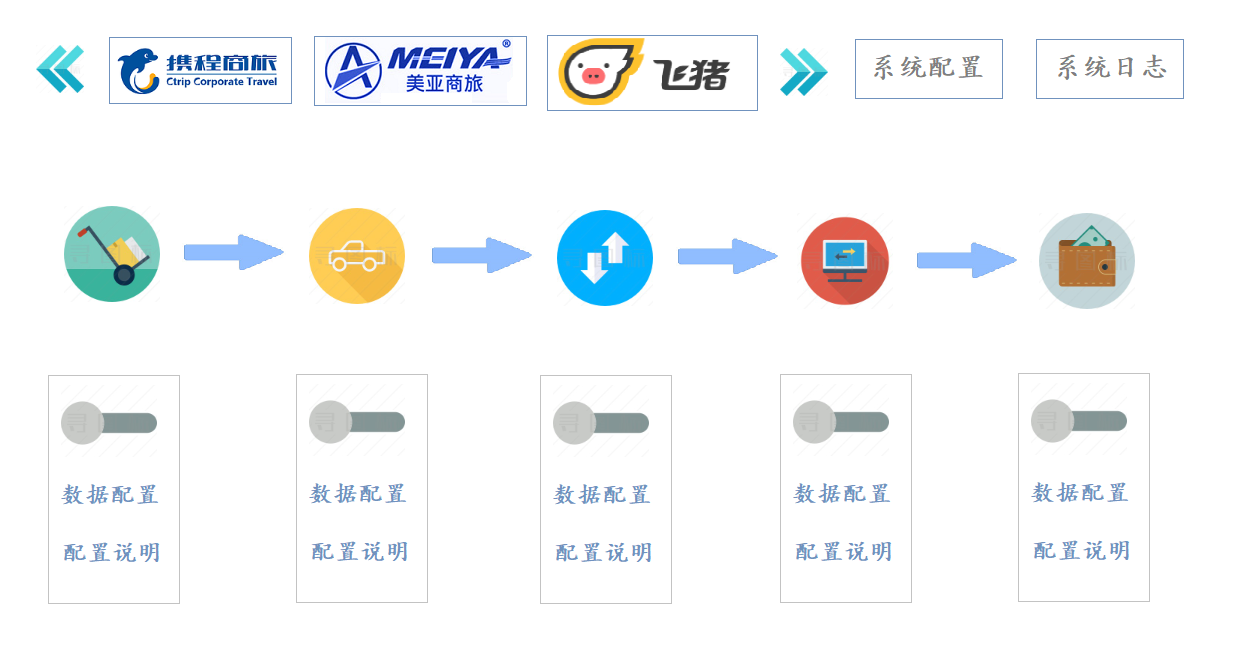 携程商旅
Ctrip Corporate Travel
MEIYA®
美亚商旅
飞猪
系统配置
系统日志
数据配置
数据配置
数据配置
数据配置
数据配置
配置说明
配置说明
配置说明
配置说明
配置说明